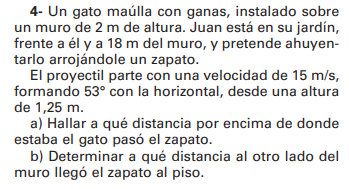 4- Un gato maúlla con ganas, instalado sobre
un muro de 2 m de altura. Juan está en su jardín,
frente a él y a 18 m del muro, y pretende ahuyen-
tarlo arrojándole un zapato.
El proyectil parte con una velocidad de 15 m/s,
formando 53° con la horizontal, desde una altura
de 1,25 m.
a) Hallar a qué distancia por encima de donde
estaba el gato pasó el zapato.
b) Determinar a qué distancia al otro lado del
muro llegó el zapato al piso.